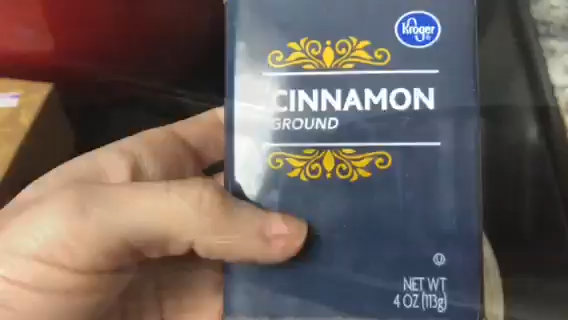 Kroger
CINNAMON
GROUND
U
NET WT
4 OZ (113g)